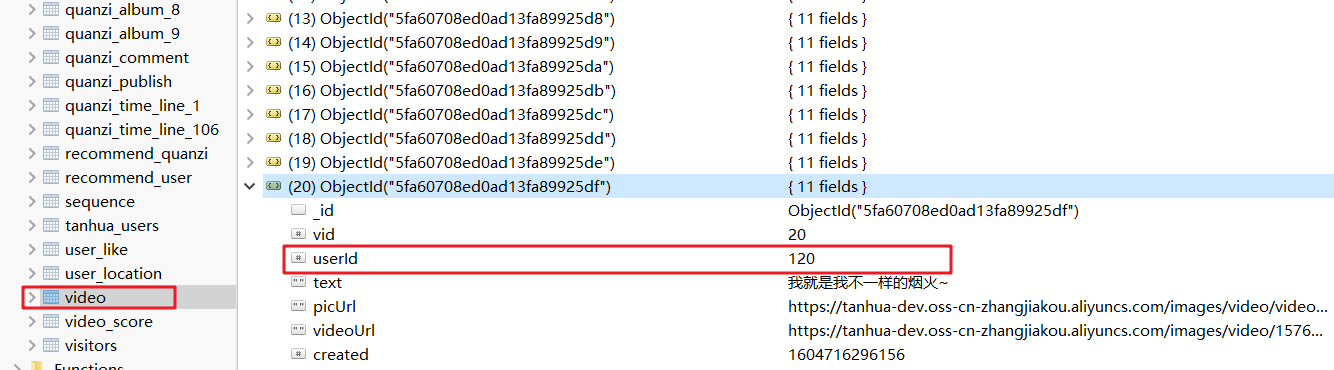 quanzi_album_8
quanzi_album_9
quanzi_comment
quanzi_publish
quanzi_time_line_1
quanzi_time_line_106
recommend_quanzi
recommend_user
sequence
tanhua_users
user_like
user_location
video
video_score
visitors
Functions
(13) ObjectId("5fa60708ed0ad13fa89925d8") { 11 fields }
(14) ObjectId("5fa60708ed0ad13fa89925d9") { 11 fields }
(15) ObjectId("5fa60708ed0ad13fa89925da") { 11 fields }
(16) ObjectId("5fa60708ed0ad13fa89925db") { 11 fields }
(17) ObjectId("5fa60708ed0ad13fa89925dc") { 11 fields }
(18) ObjectId("5fa60708ed0ad13fa89925dd") { 11 fields }
(19) ObjectId("5fa60708ed0ad13fa89925de") { 11 fields }
(20) ObjectId("5fa60708ed0ad13fa89925df") { 11 fields }
_id ObjectId("5fa60708ed0ad13fa89925df")
# vid 20
# userId 120
"" text 我就是我不一样的烟火~
"" picUrl https://tanhua-dev.oss-cn-zhangjiakou.aliyuncs.com/images/video/video...
"" videoUrl https://tanhua-dev.oss-cn-zhangjiakou.aliyuncs.com/images/video/1576...
# created 1604716296156